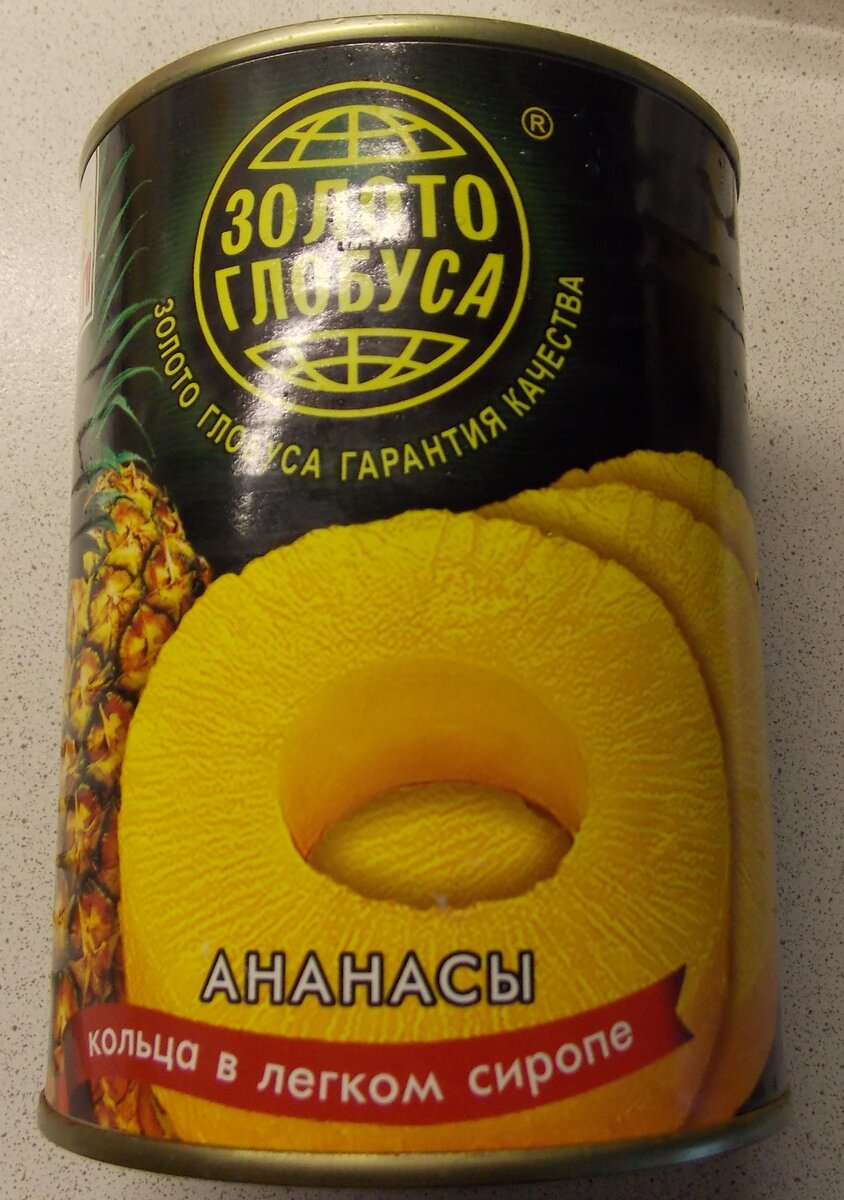 ®
ЗОЛОТО
ГЛОБУСА
ЗОЛОТО ГЛОБУСА ГАРАНТИЯ КАЧЕСТВА
АНАНАСЫ
кольца в легком сиропе